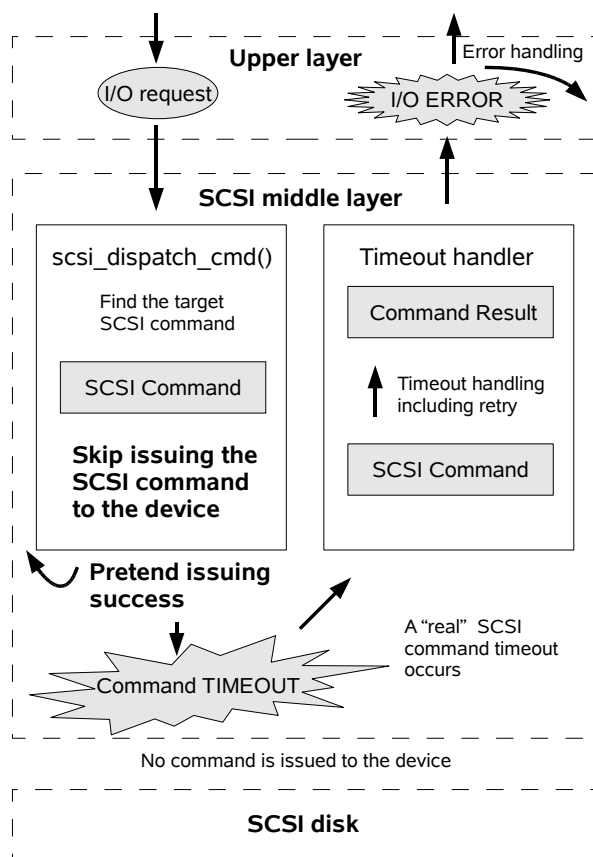 Upper layer
Error handling
I/O request
I/O ERROR
SCSI middle layer
scsi_dispatch_cmd()
Find the target
SCSI command
SCSI Command
Skip issuing the
SCSI command
to the device
Timeout handler
Command Result
Timeout handling
including retry
SCSI Command
Pretend issuing
success
A “real” SCSI
command timeout
occurs
Command TIMEOUT
No command is issued to the device
SCSI disk